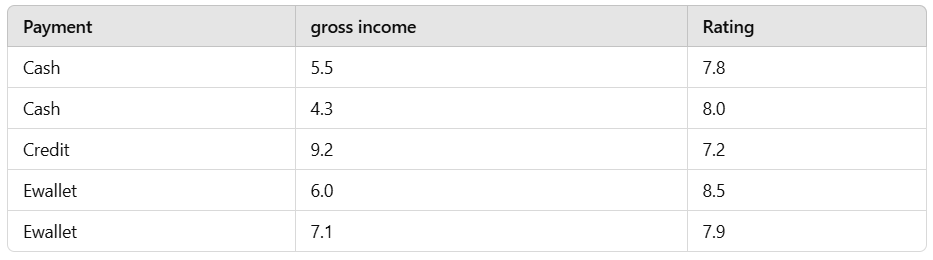 Payment gross income Rating
Cash 5.5 7.8
Cash 4.3 8.0
Credit 9.2 7.2
Ewallet 6.0 8.5
Ewallet 7.1 7.9